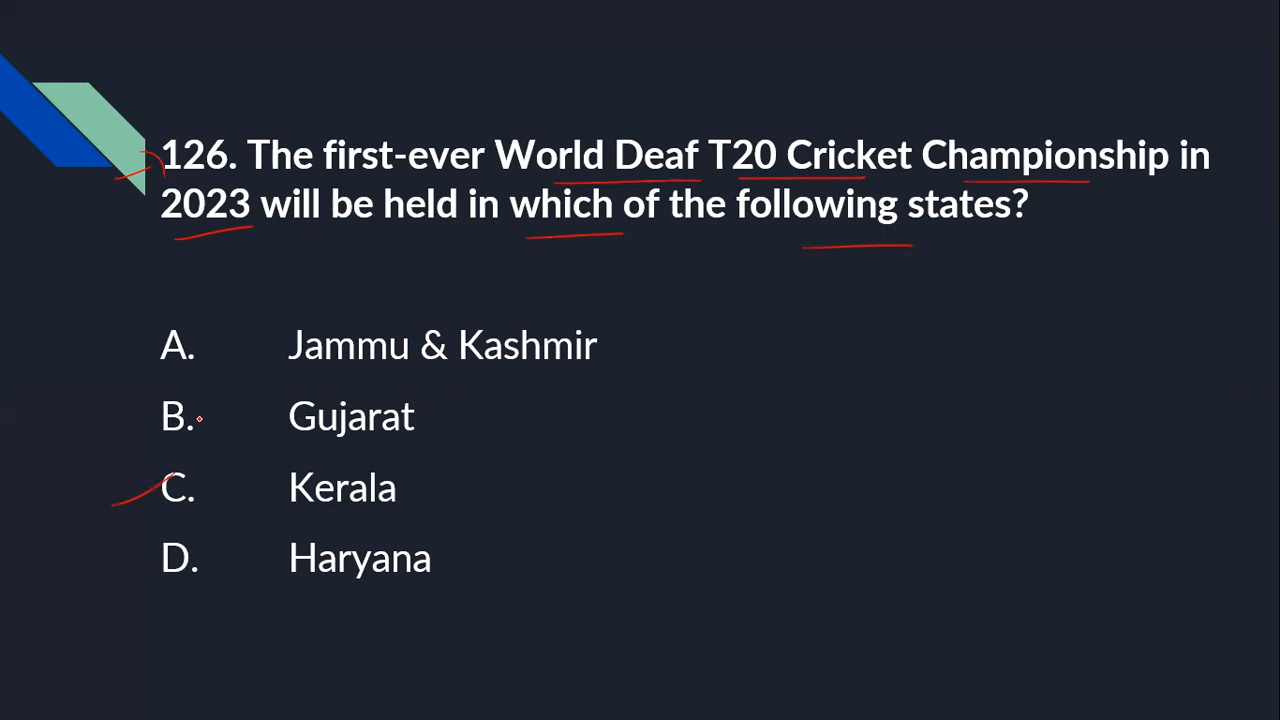 126. The first-ever World Deaf T20 Cricket Championship in
2023 will be held in which of the following states?
A. Jammu & Kashmir
B. Gujarat
C. Kerala
D. Haryana